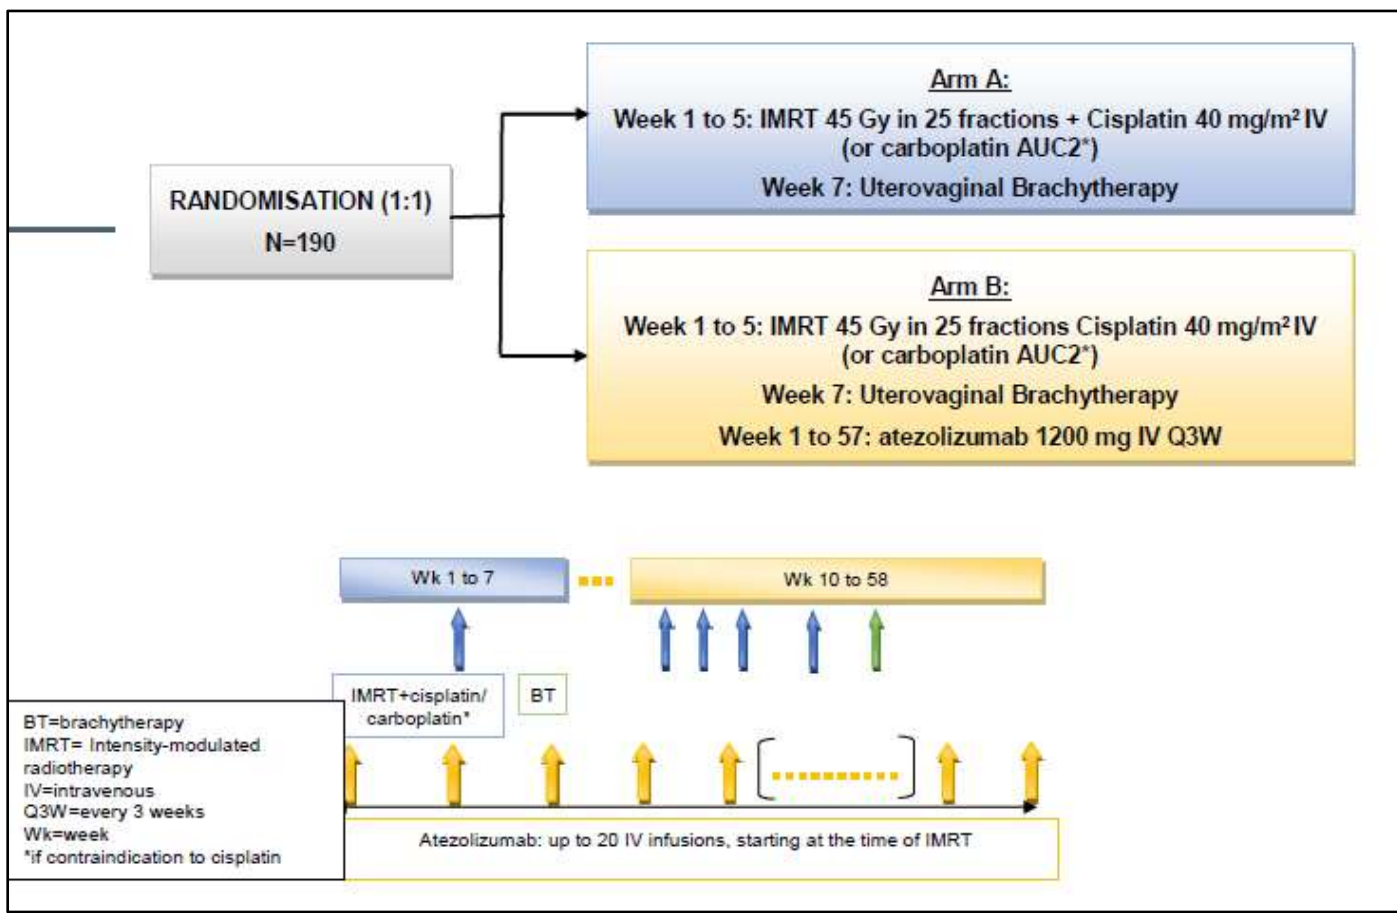 RANDOMISATION (1:1)
N=190
Arm A:
Week 1 to 5: IMRT 45 Gy in 25 fractions + Cisplatin 40 mg/m² IV
(or carboplatin AUC2*)
Week 7: Uterovaginal Brachytherapy
Arm B:
Week 1 to 5: IMRT 45 Gy in 25 fractions Cisplatin 40 mg/m² IV
(or carboplatin AUC2*)
Week 7: Uterovaginal Brachytherapy
Week 1 to 57: atezolizumab 1200 mg IV Q3W
Wk 1 to 7
Wk 10 to 58
IMRT+cisplatin/
carboplatin*
BT
BT=brachytherapy
IMRT= Intensity-modulated
radiotherapy
IV=intravenous
Q3W=every 3 weeks
Wk=week
*if contraindication to cisplatin
Atezolizumab: up to 20 IV infusions, starting at the time of IMRT